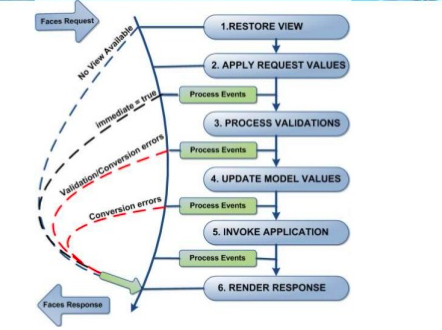 Faces Request
1.RESTORE VIEW
No View Available
2. APPLY REQUEST VALUES
Process Events
immediate = true
3. PROCESS VALIDATIONS
Validation/Conversion errors
Process Events
4. UPDATE MODEL VALUES
Conversion errors
Process Events
5. INVOKE APPLICATION
Process Events
6. RENDER RESPONSE
Faces Response